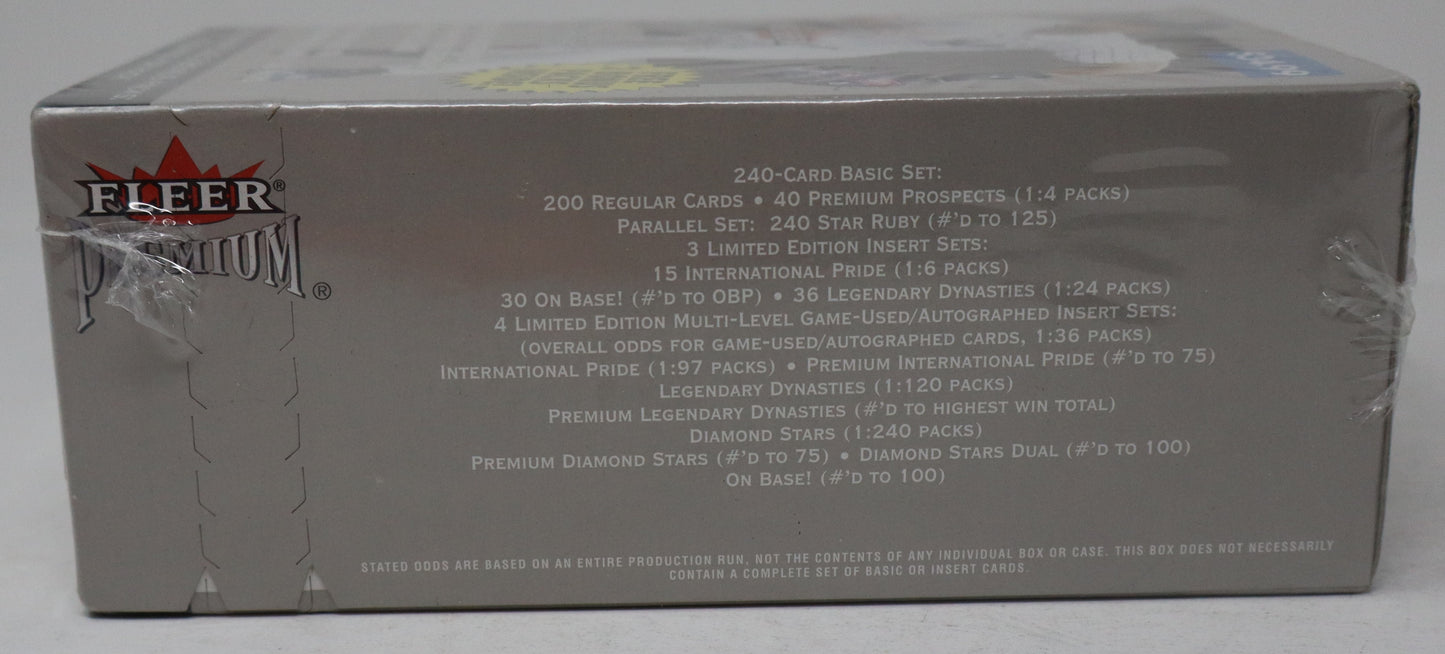 FLEER®
PREMIUM®
240-CARD BASIC SET:
200 REGULAR CARDS • 40 PREMIUM PROSPECTS (1:4 PACKS)
PARALLEL SET: 240 STAR RUBY (#'D TO 125)
3 LIMITED EDITION INSERT SETS:
15 INTERNATIONAL PRIDE (1:6 PACKS)
30 ON BASE! (#'D TO OBP) • 36 LEGENDARY DYNASTIES (1:24 PACKS)
4 LIMITED EDITION MULTI-LEVEL GAME-USED/AUTOGRAPHED INSERT SETS:
(OVERALL ODDS FOR GAME-USED/AUTOGRAPHED CARDS, 1:36 PACKS)
INTERNATIONAL PRIDE (1:97 PACKS) • PREMIUM INTERNATIONAL PRIDE (#'D TO 75)
LEGENDARY DYNASTIES (1:120 PACKS)
PREMIUM LEGENDARY DYNASTIES (#'D TO HIGHEST WIN TOTAL)
DIAMOND STARS (1:240 PACKS)
PREMIUM DIAMOND STARS (#'D TO 75) • DIAMOND STARS DUAL (#'D TO 100)
ON BASE! (#'D TO 100)
STATED ODDS ARE BASED ON AN ENTIRE PRODUCTION RUN, NOT THE CONTENTS OF ANY INDIVIDUAL BOX OR CASE. THIS BOX DOES NOT NECESSARILY
CONTAIN A COMPLETE SET OF BASIC OR INSERT CARDS.